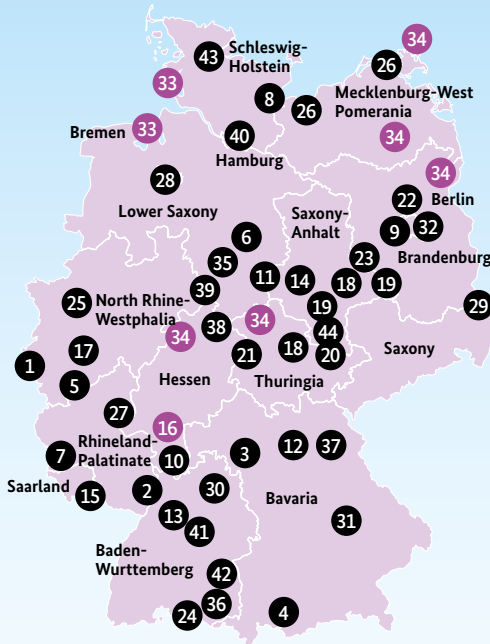 34
43
Schleswig-
Holstein
26
33
8
26
Mecklenburg-West
Pomerania
Bremen
33
40
Hamburg
34
34
28
Lower Saxony
22
Berlin
Saxony-
Anhalt
9
32
6
35
23
Brandenburg
11
14
18
19
39
25
North Rhine-
Westphalia
19
29
34
38
34
44
1
17
21
18
20
Saxony
5
Hessen
Thuringia
27
16
Rhineland-
Palatinate
7
10
3
12
37
Saarland
15
2
30
Bavaria
13
31
41
Baden-
Wurttemberg
42
24
36
4